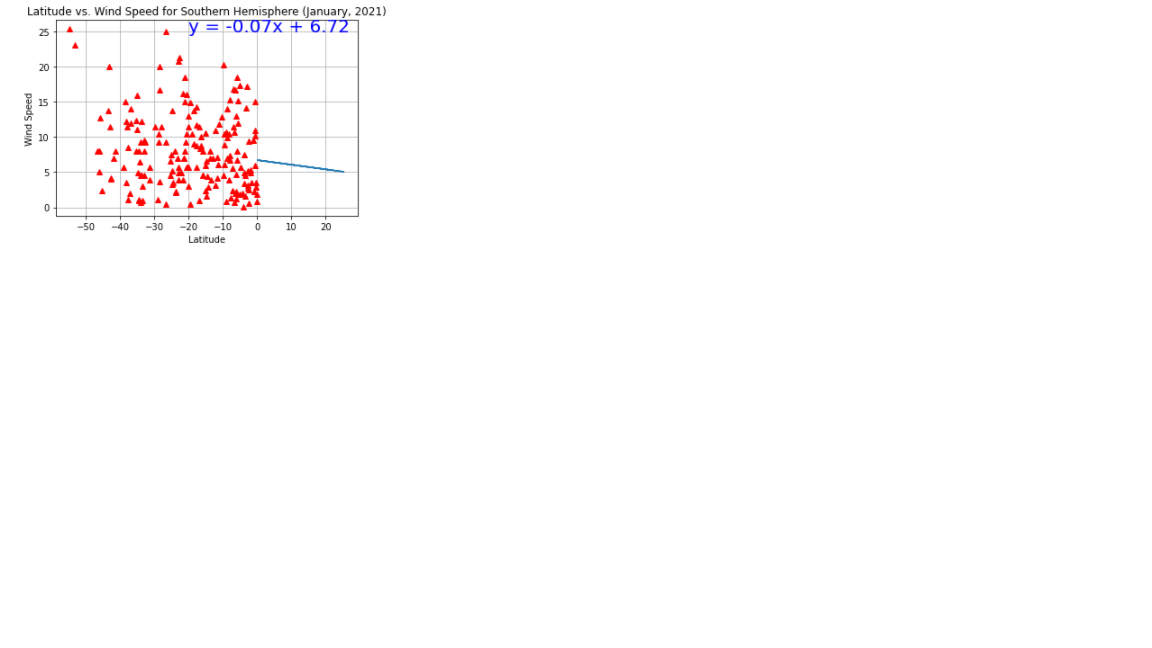 Latitude vs. Wind Speed for Southern Hemisphere (January, 2021)
y = -0.07x + 6.72
25
20
15
10
5
0
Wind Speed
−50 −40 −30 −20 −10 0 10 20
Latitude